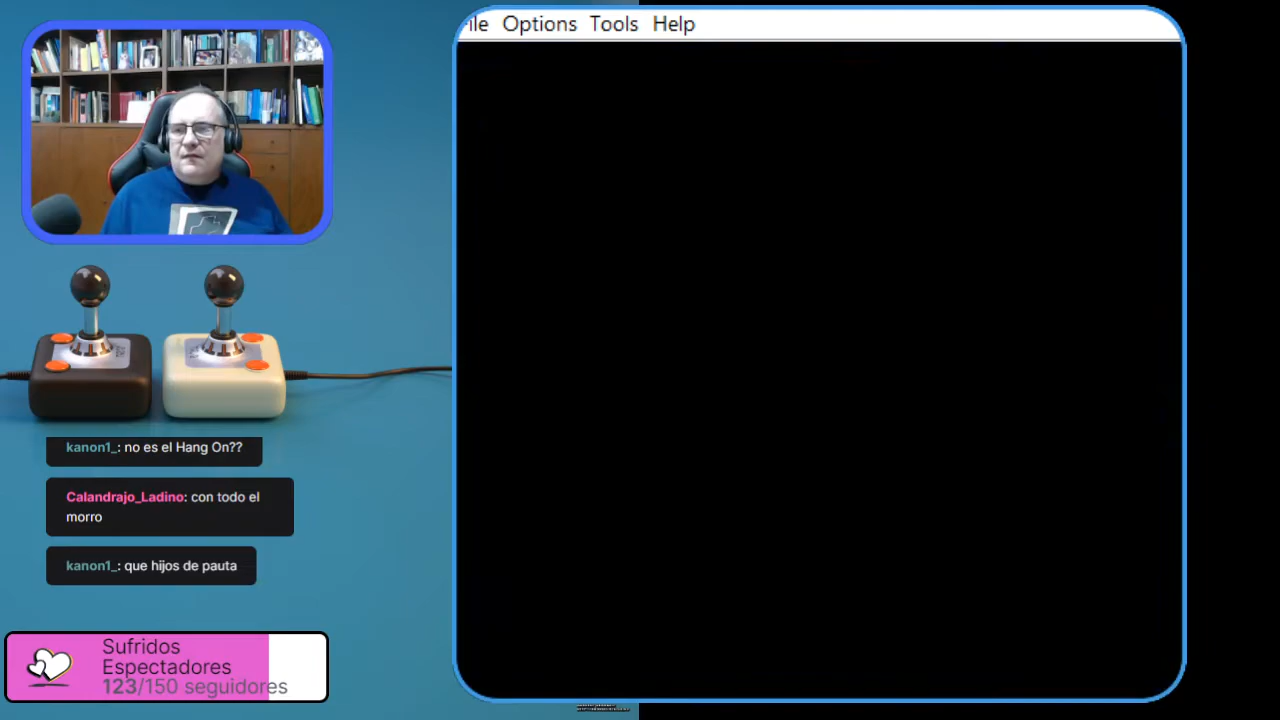 ile Options Tools Help
kanon1_: no es el Hang On??
Calandrajo_Ladino: con todo el
morro
kanon1_: que hijos de pauta
Sufridos
Espectadores
123/150 seguidores